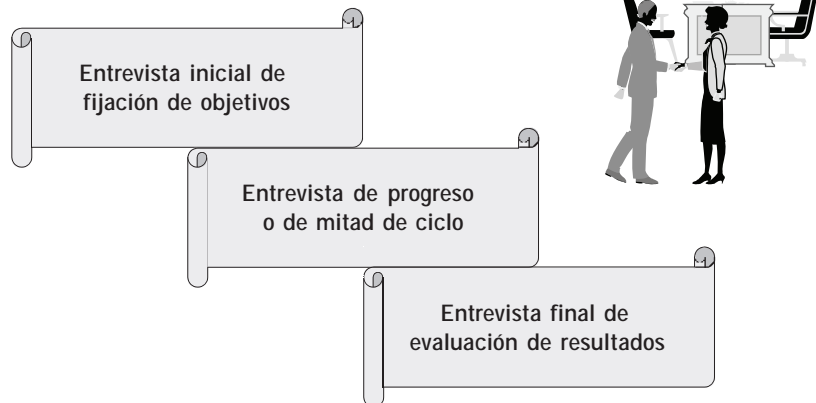 Entrevista inicial de
fijación de objetivos
Entrevista de progreso
o de mitad de ciclo
Entrevista final de
evaluación de resultados